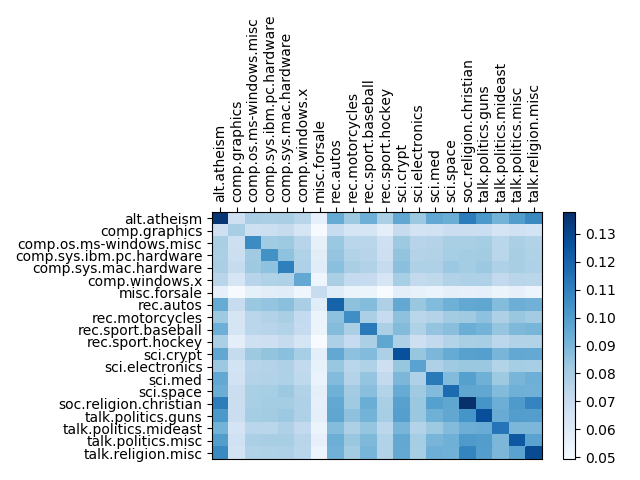 alt.atheism
comp.graphics
comp.os.ms-windows.misc
comp.sys.ibm.pc.hardware
comp.sys.mac.hardware
comp.windows.x
misc.forsale
rec.autos
rec.motorcycles
rec.sport.baseball
rec.sport.hockey
sci.crypt
sci.electronics
sci.med
sci.space
soc.religion.christian
talk.politics.guns
talk.politics.mideast
talk.politics.misc
talk.religion.misc
alt.atheism
comp.graphics
comp.os.ms-windows.misc
comp.sys.ibm.pc.hardware
comp.sys.mac.hardware
comp.windows.x
misc.forsale
rec.autos
rec.motorcycles
rec.sport.baseball
rec.sport.hockey
sci.crypt
sci.electronics
sci.med
sci.space
soc.religion.christian
talk.politics.guns
talk.politics.mideast
talk.politics.misc
talk.religion.misc
0.13
0.12
0.11
0.10
0.09
0.08
0.07
0.06
0.05